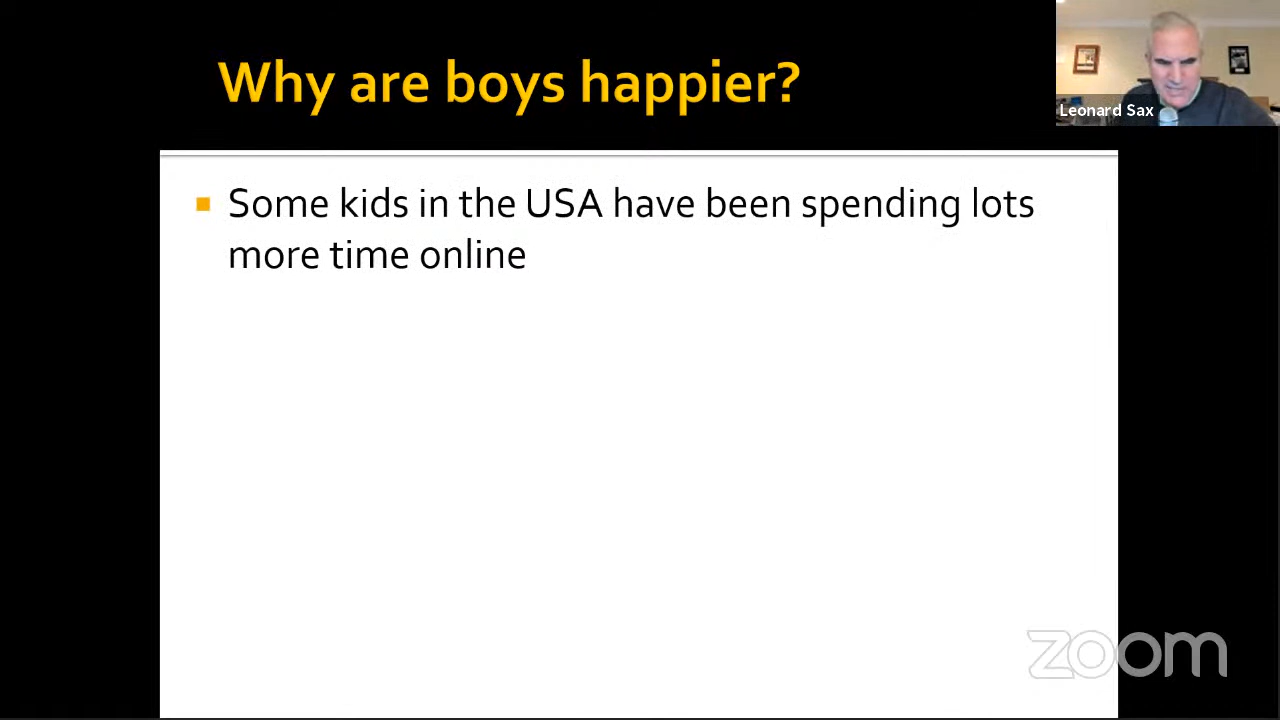 Why are boys happier?
Leonard Sax
Some kids in the USA have been spending lots
more time online
zoom